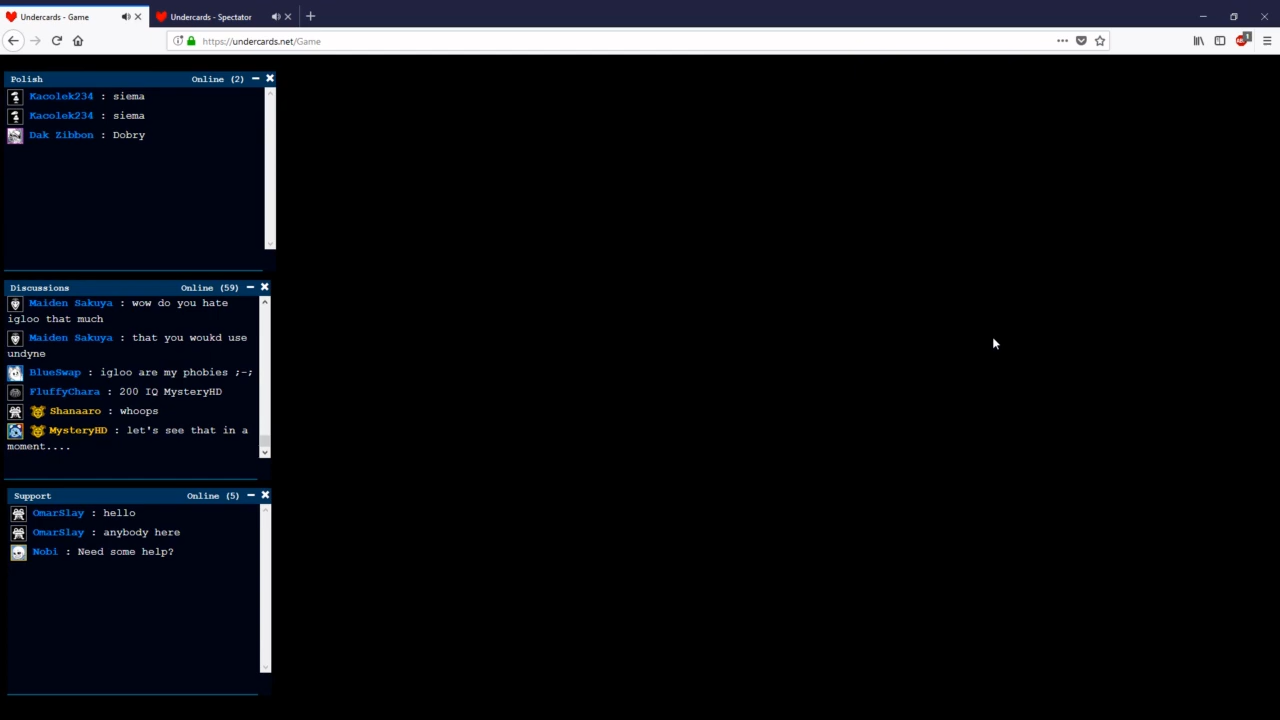 Undercards - Game
Undercards - Spectator
https://undercards.net/Game
1
Polish Online (2)
Kacolek234 : siema
Kacolek234 : siema
Dak Zibbon : Dobry
Discussions Online (59)
Maiden Sakuya : wow do you hate
igloo that much
Maiden Sakuya : that you woukd use
undyne
BlueSwap : igloo are my phobies ;-;
FluffyChara : 200 IQ MysteryHD
Shanaaro : whoops
MysteryHD : let's see that in a
moment....
Support Online (5)
OmarSlay : hello
OmarSlay : anybody here
Nobi : Need some help?